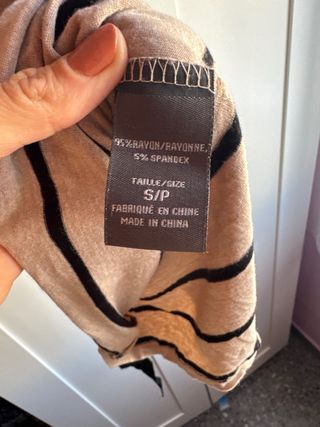 95% RAYON/RAYONNE,
5% SPANDEX
TAILLE/SIZE
S/P
FABRIQUÉ EN CHINE
MADE IN CHINA